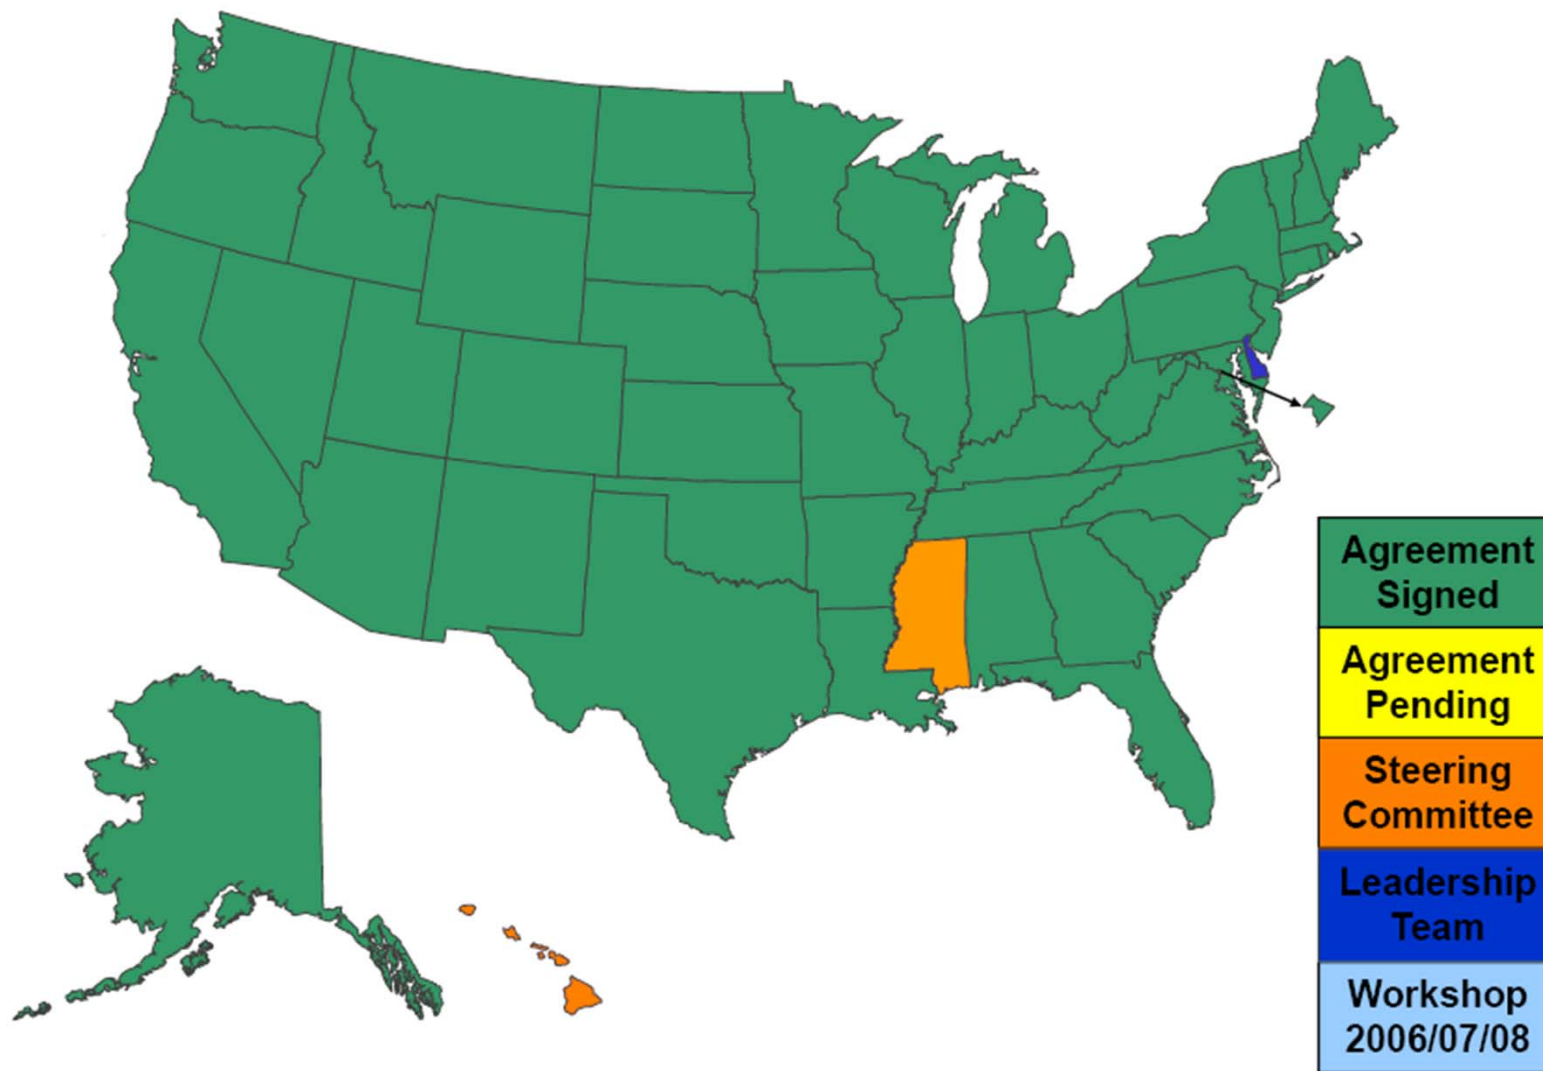 Agreement
Signed
Agreement
Pending
Steering
Committee
Leadership
Team
Workshop
2006/07/08